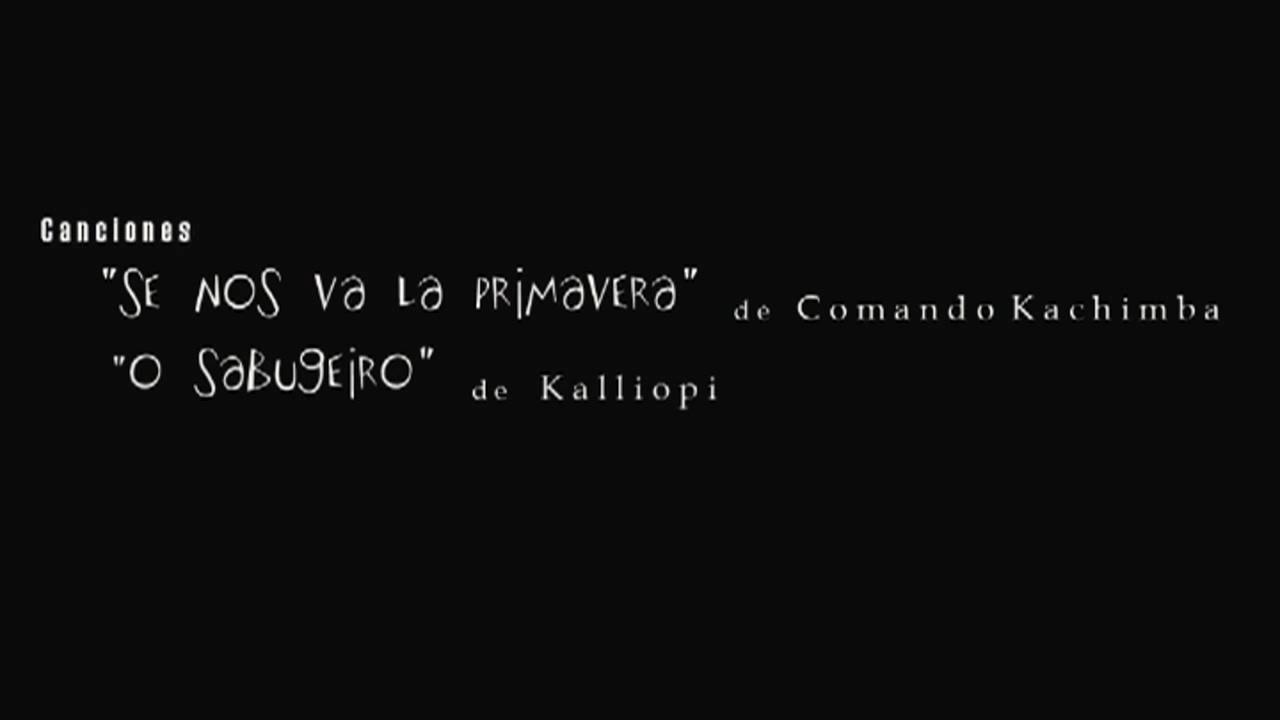 Canciones
"SE NOS Va La PRiMaVERa" de Comando Kachimba
"O SaBUgEiRO" de Kalliopi